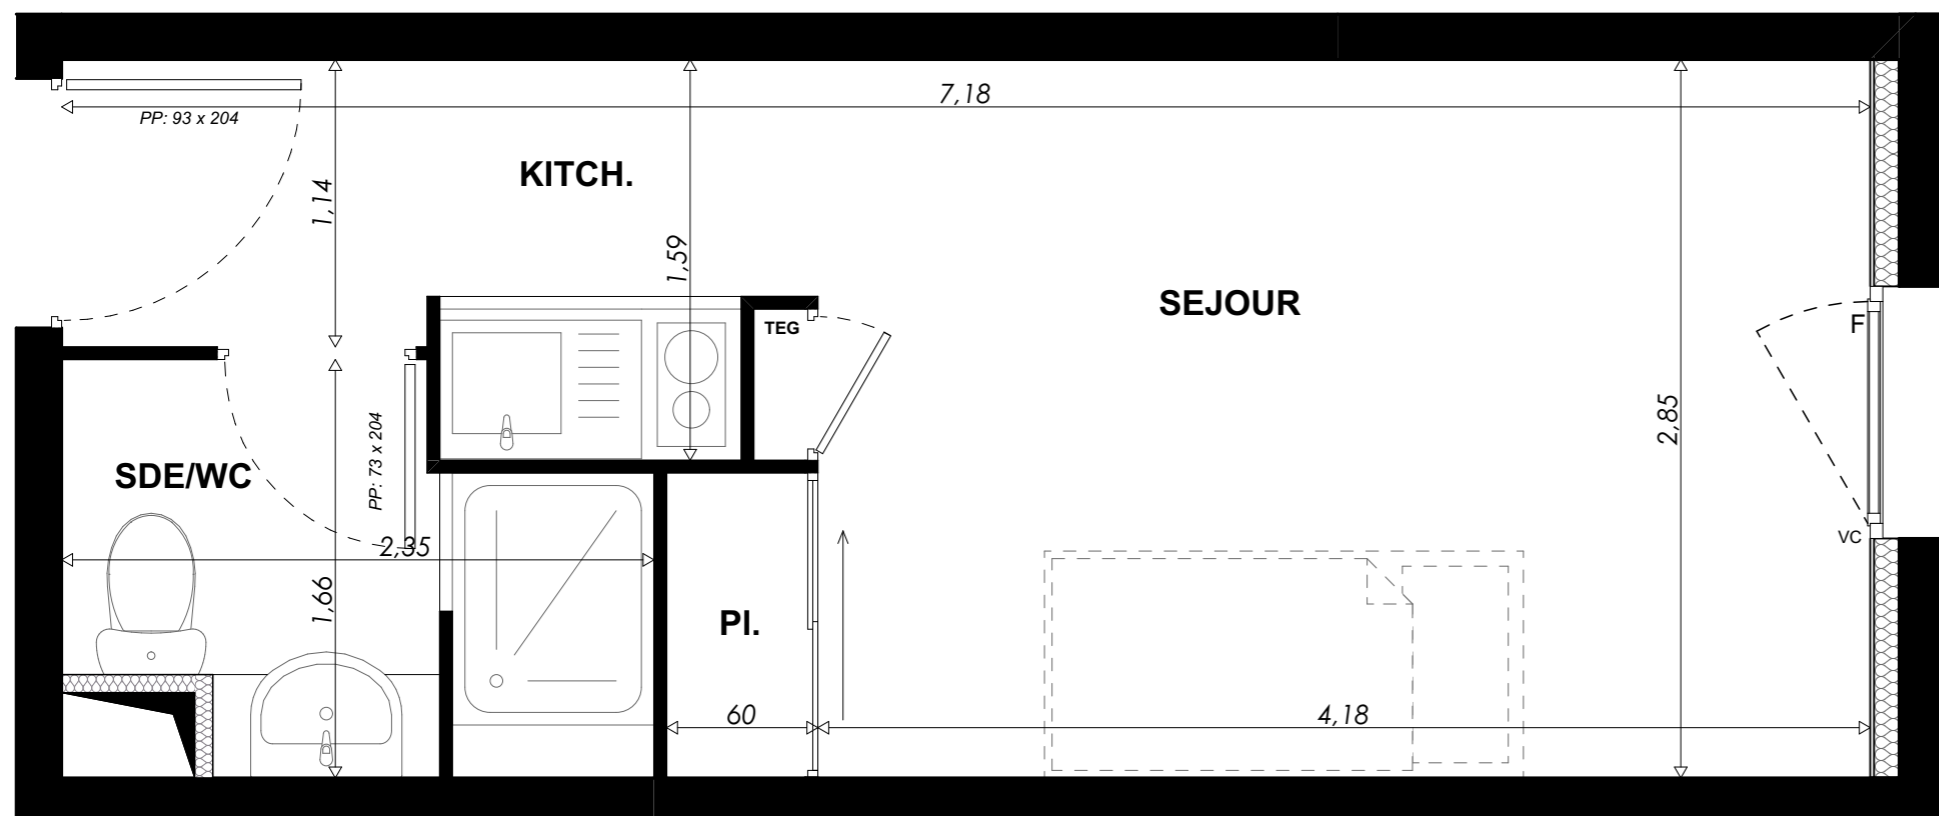 7,18
PP: 93 x 204
KITCH.
1,14
1,59
SEJOUR
TEG
F
2,85
PP: 73 x 204
SDE/WC
VC
2,35
1,66
Pl.
60
4,18